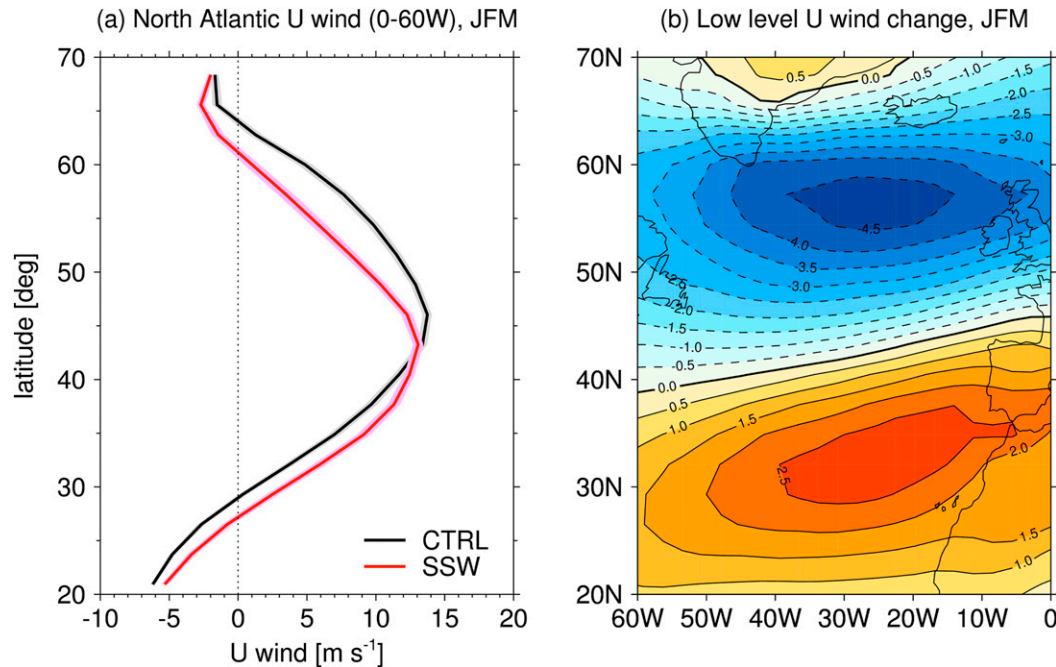 (a) North Atlantic U wind (0-60W), JFM
70
60
50
40
30
20
latitude [deg]
-10 -5 0 5 10 15 20
U wind [m s⁻¹]
CTRL
SSW
(b) Low level U wind change, JFM
70N
60N
50N
40N
30N
20N
60W 50W 40W 30W 20W 10W 0
0.5
0.0
-0.5
-1.0
-1.5
-2.0
-3.0
-4.5
-4.0
-3.5
-3.0
-2.5
-2.0
-1.5
-1.0
-0.5
0.0
0.5
1.0
1.5
2.0
2.5
1.5
1.0